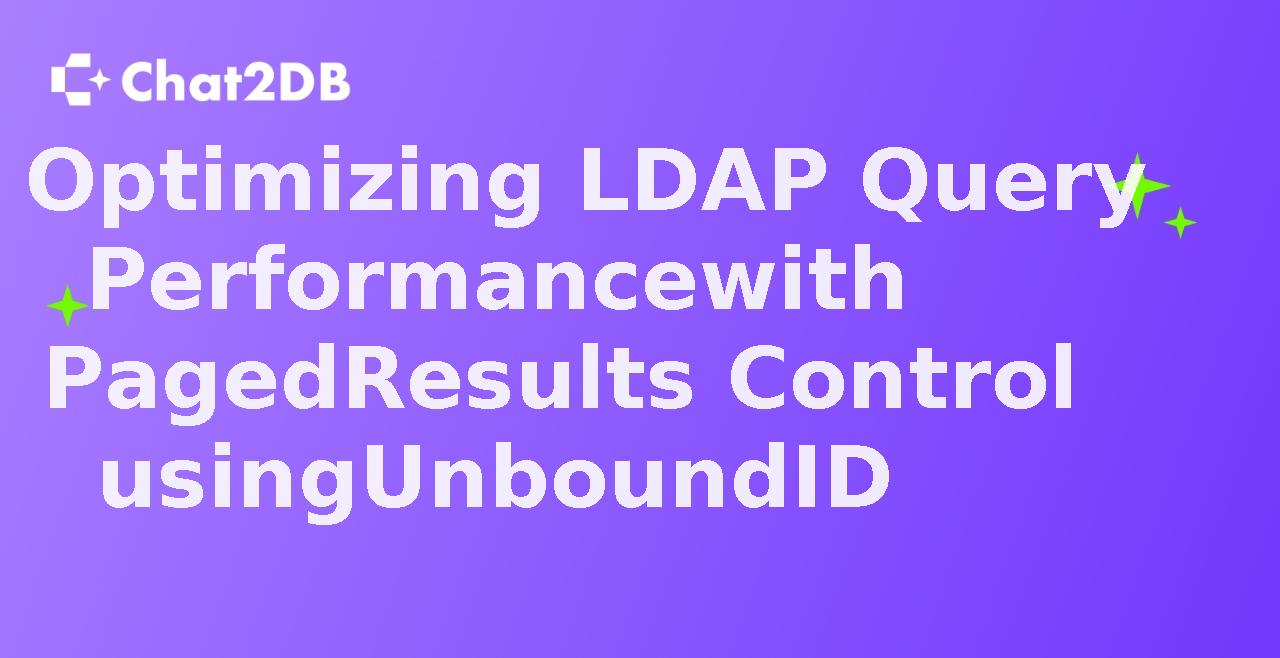 Chat2DB
Optimizing LDAP Query
Performancewith
PagedResults Control
usingUnboundID